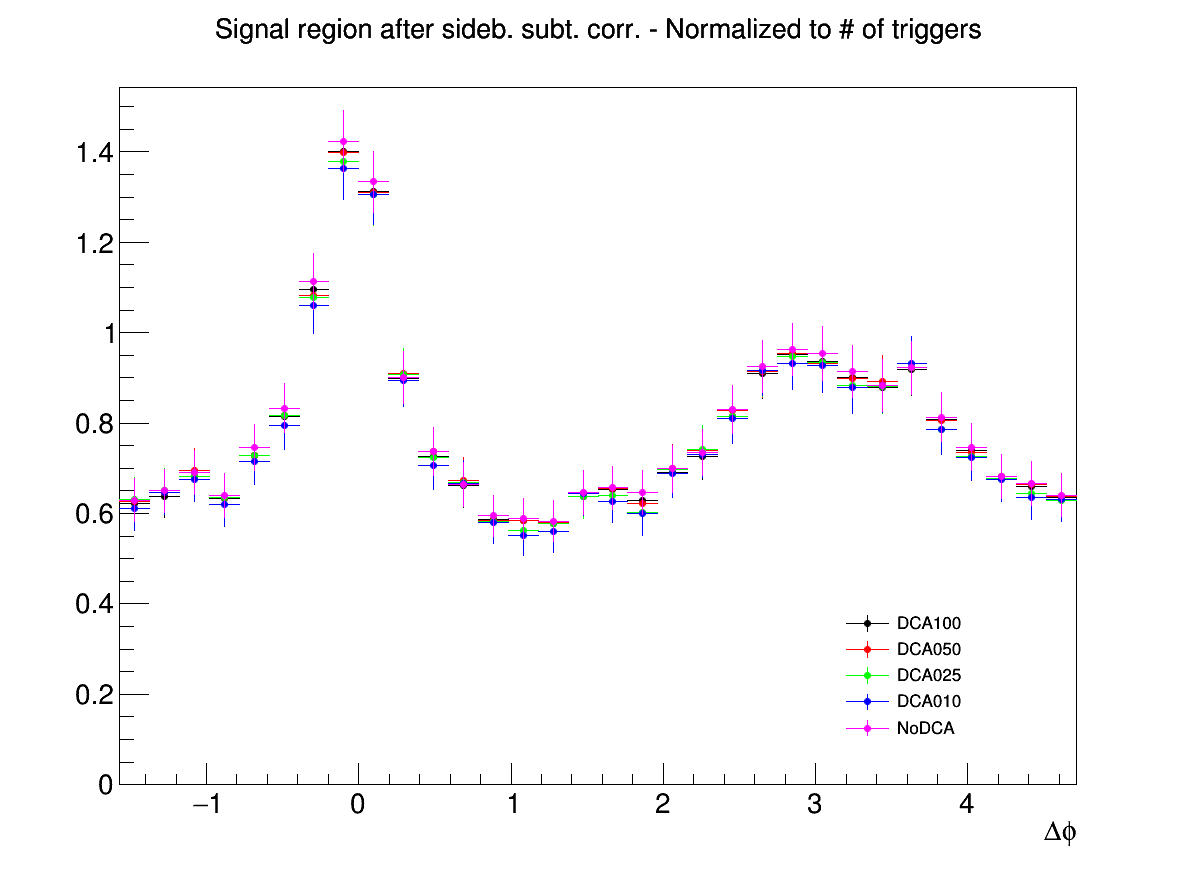 Signal region after sideb. subt. corr. - Normalized to # of triggers
1.4
1.2
1
0.8
0.6
0.4
0.2
0
DCA100
DCA050
DCA025
DCA010
NoDCA
−1 0 1 2 3 4
Δϕ